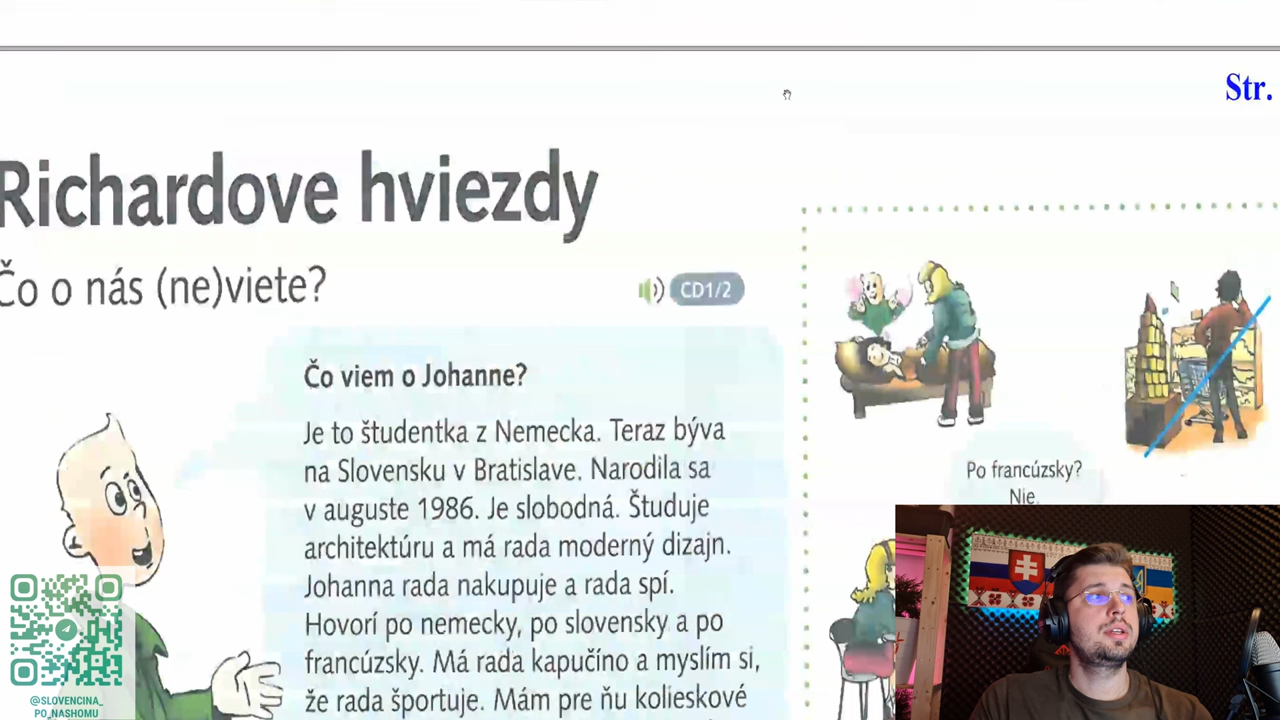 Str.
Richardove hviezdy
Čo o nás (ne)viete?
CD1/2
Čo viem o Johanne?
Je to študentka z Nemecka. Teraz býva
na Slovensku v Bratislave. Narodila sa
v auguste 1986. Je slobodná. Študuje
architektúru a má rada moderný dizajn.
Johanna rada nakupuje a rada spí.
Hovorí po nemecky, po slovensky a po
francúzsky. Má rada kapučíno a myslím si,
že rada športuje. Mám pre ňu kolieskové
Po francúzsky?
Nie.
@SLOVENCINA_
PO_NASHOMU